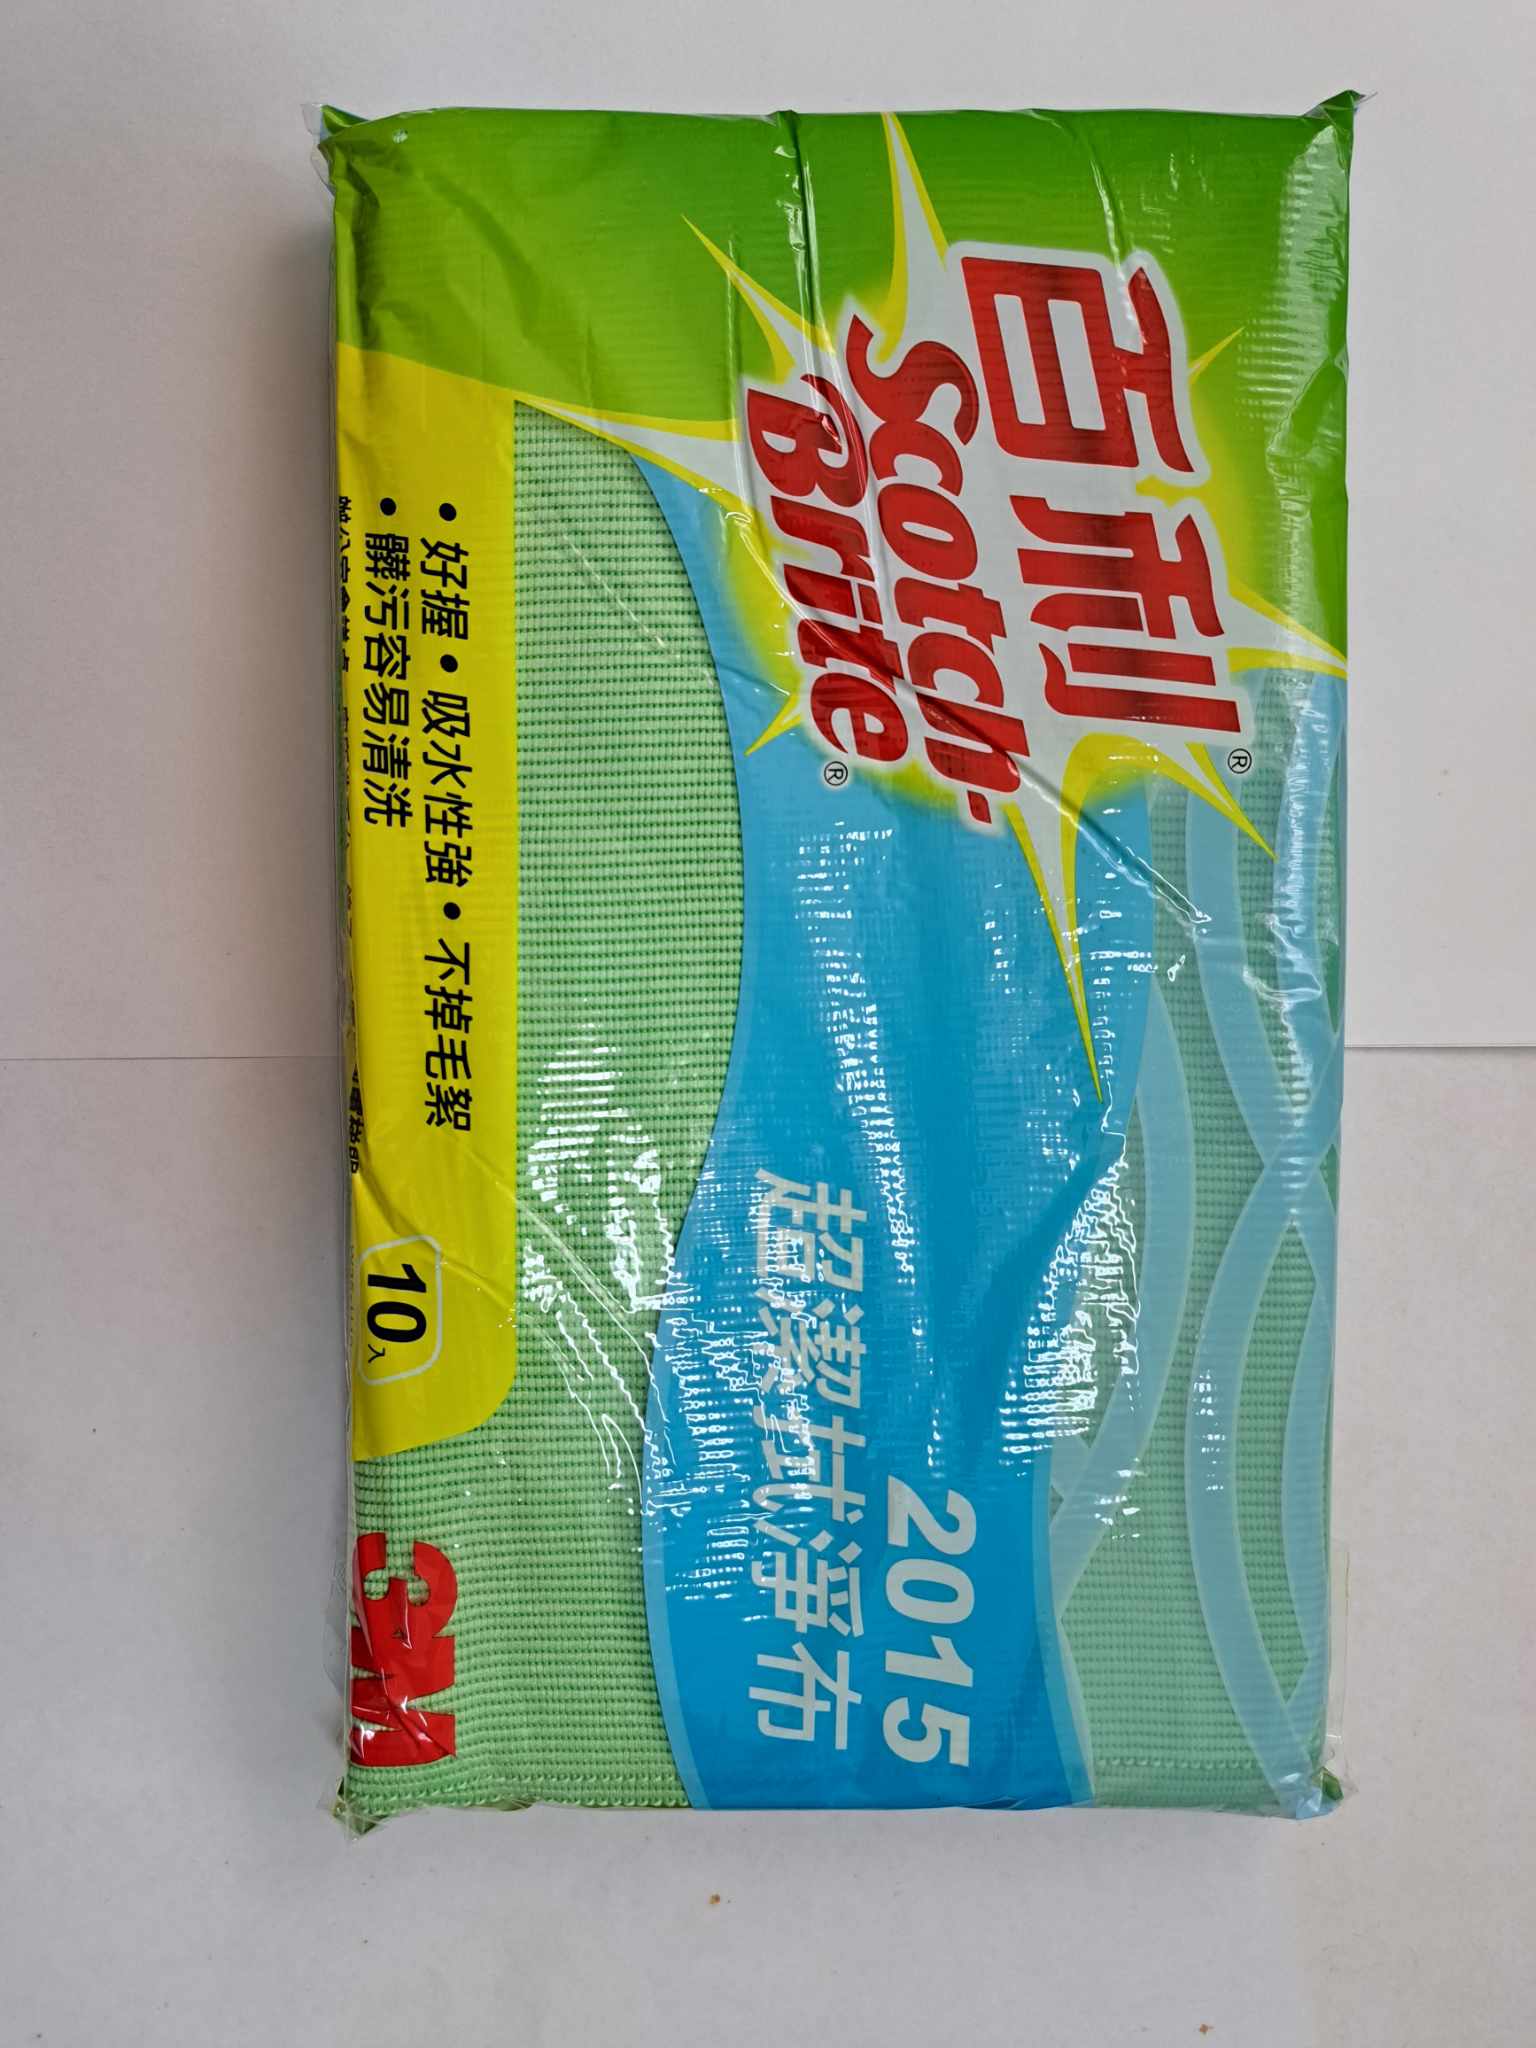 百利®
Scotch-
Brite®
2015
超潔拭淨布
• 好握 • 吸水性強 • 不掉毛絮
• 髒污容易清洗
10入
3M